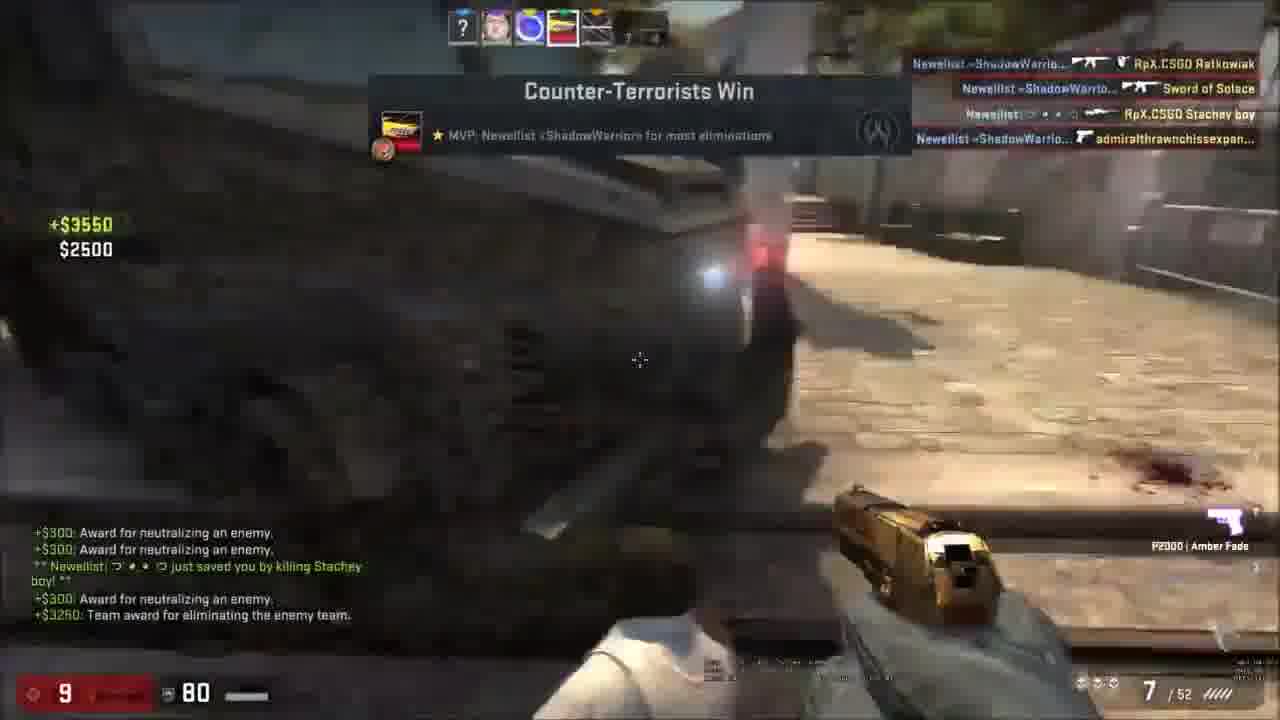 ?
Counter-Terrorists Win
MVP: Newellist =ShadowWarrior= for most eliminations
Newellist =ShadowWarrio... RpX.CSGO Ratkowiak
Newellist =ShadowWarrio... Sword of Solace
Newellist RpX.CSGO Stachey boy
Newellist =ShadowWarrio... admiralthrawnchissexpan...
+$3550
$2500
+$300: Award for neutralizing an enemy.
+$300: Award for neutralizing an enemy.
** Newellist just saved you by killing Stachey
boy! **
+$300: Award for neutralizing an enemy.
+$3250: Team award for eliminating the enemy team.
P2000 | Amber Fade
9
80
7 / 52